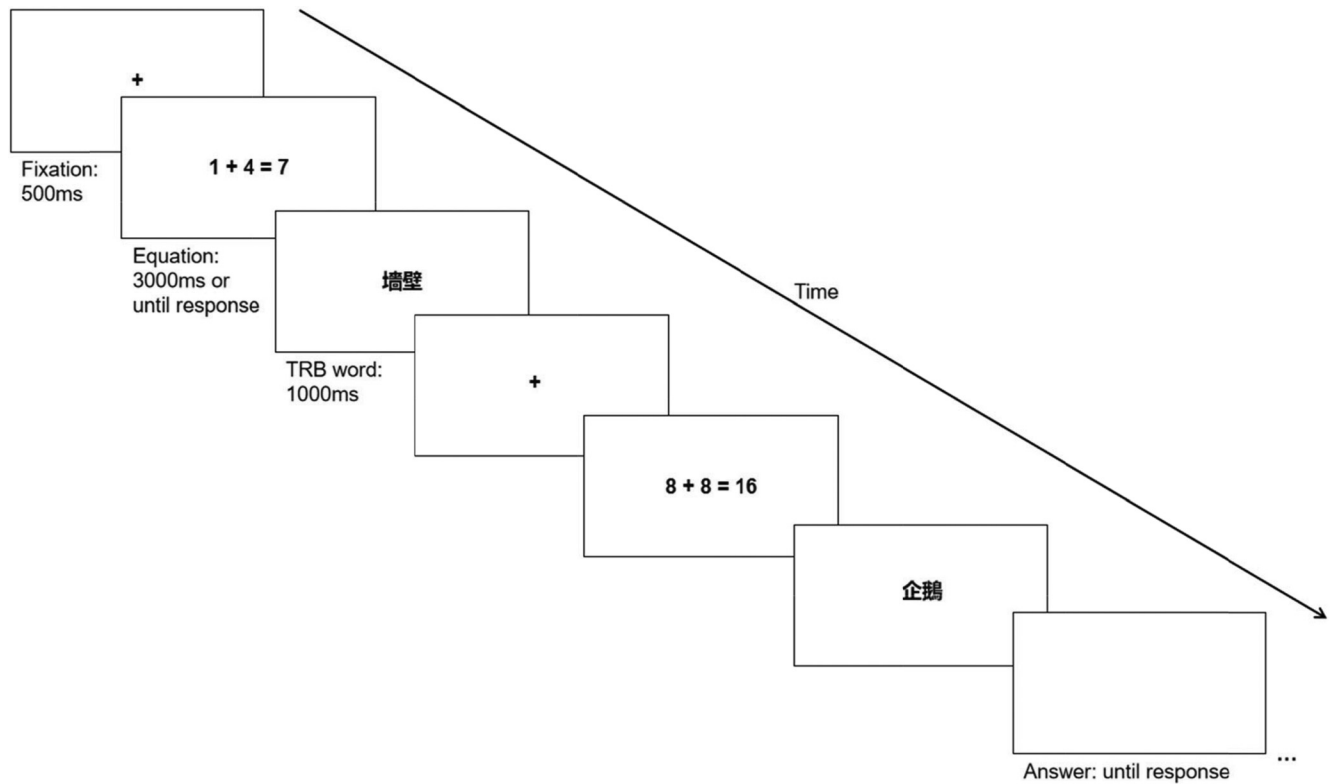 +
Fixation:
500ms
1 + 4 = 7
Equation:
3000ms or
until response
墙壁
TRB word:
1000ms
Time
+
8 + 8 = 16
企鵝
Answer: until response
...